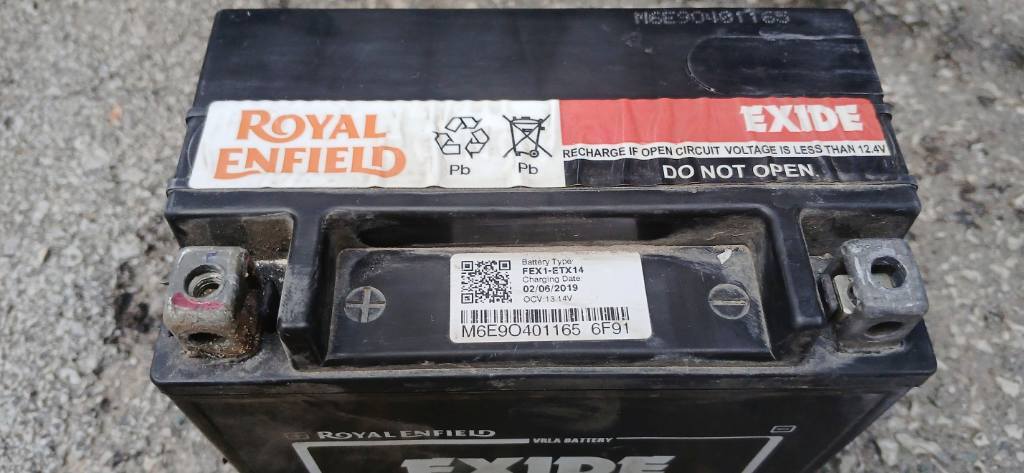 M6E9O401165
ROYAL
ENFIELD
Pb
Pb
EXIDE
RECHARGE IF OPEN CIRCUIT VOLTAGE IS LESS THAN 12.4V
DO NOT OPEN.
Battery Type:
FEX1-ETX14
Charging Date:
02/06/2019
OCV:13.14V
M6E9O401165 6F91
ROYAL ENFIELD
VRLA BATTERY
EXIDE